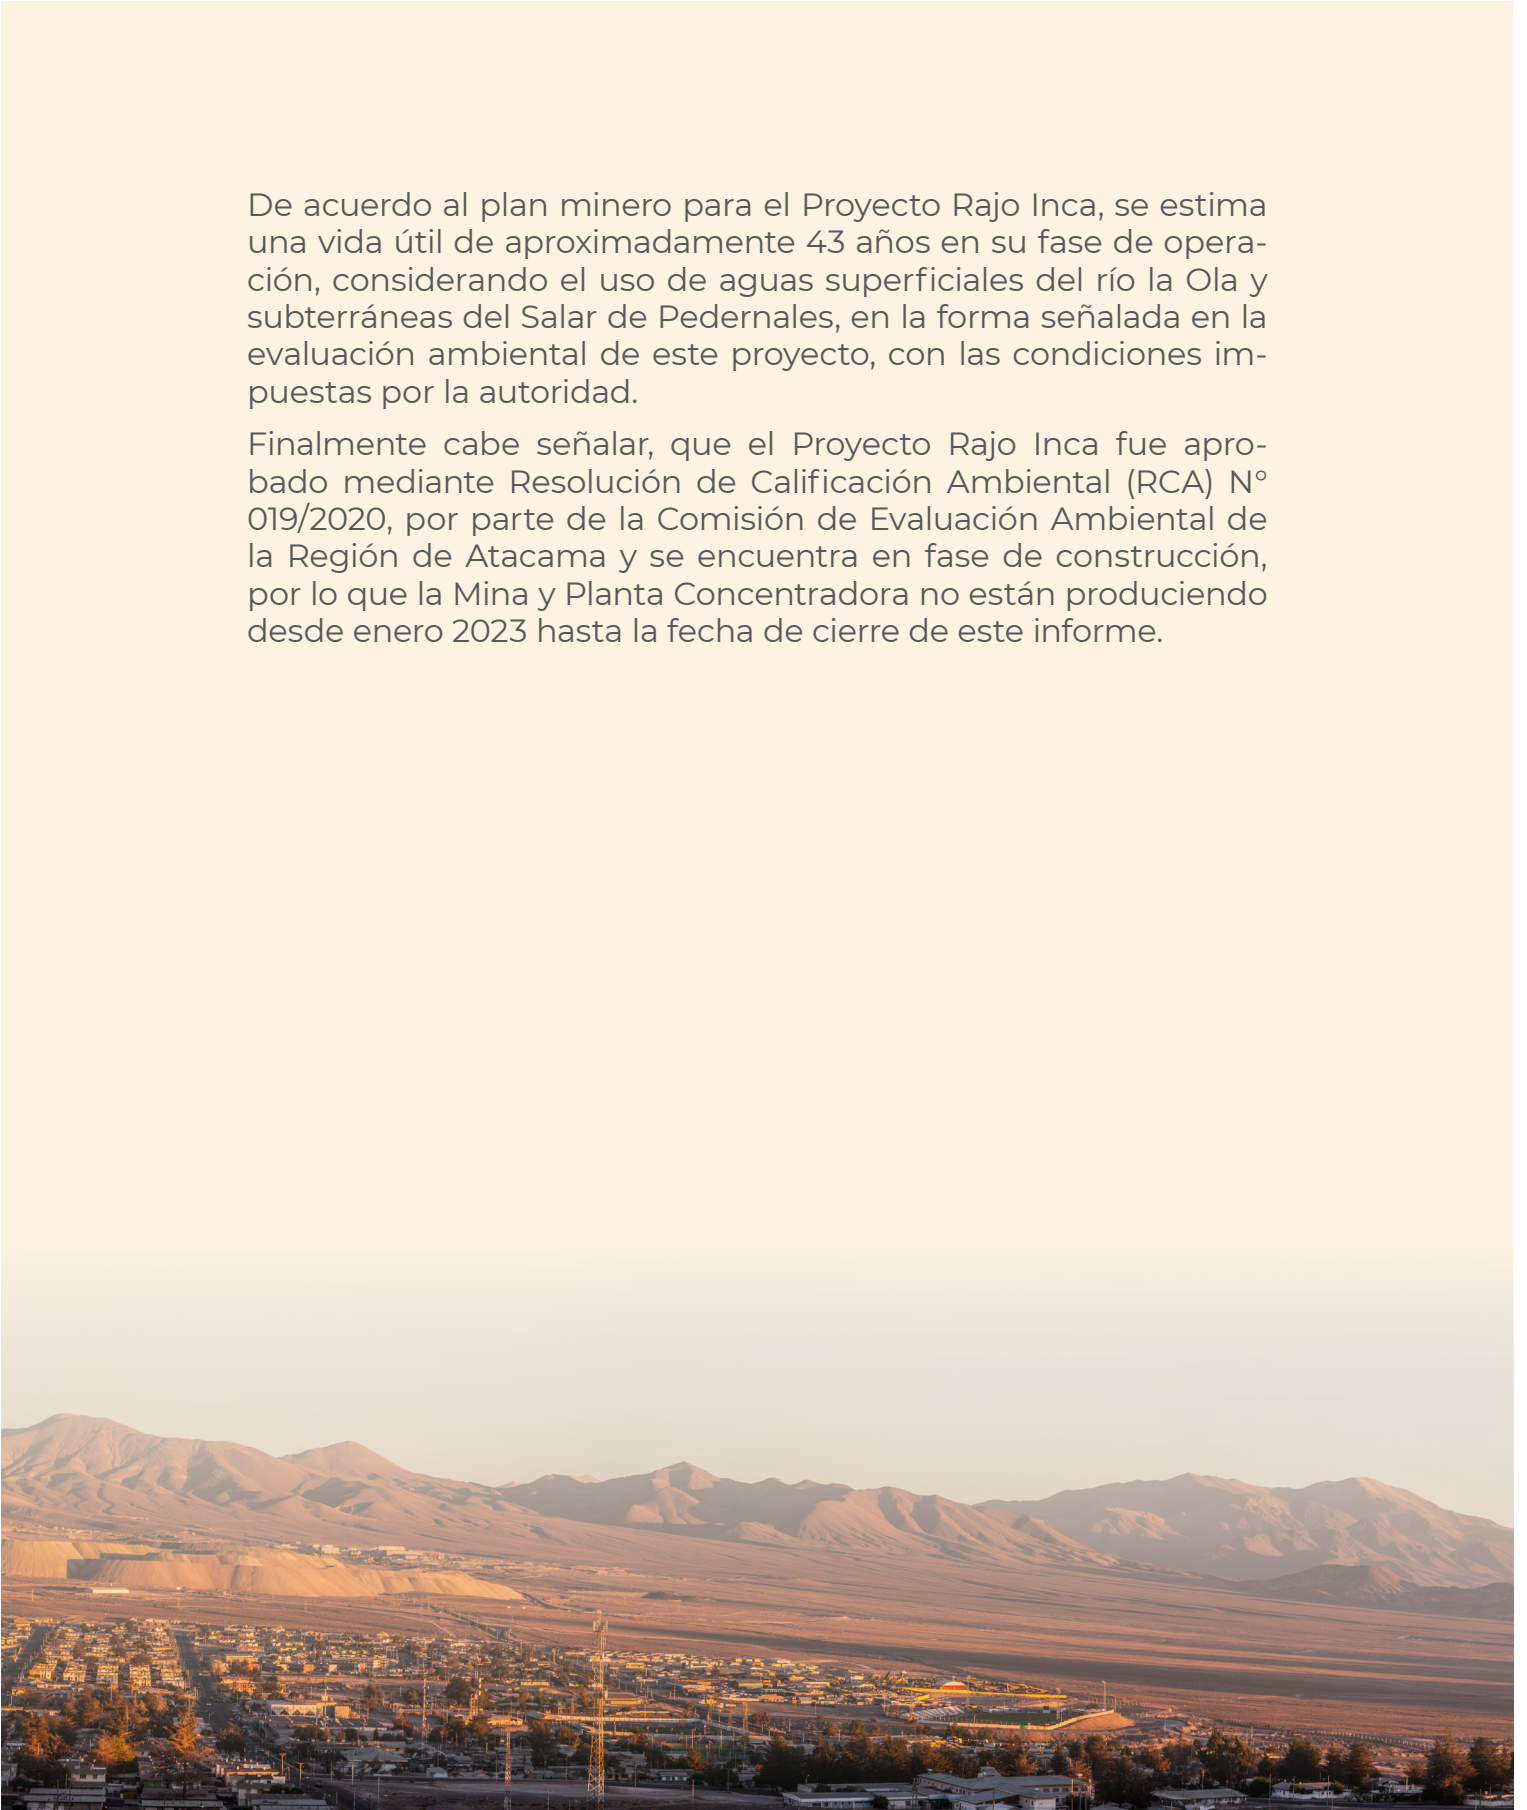 De acuerdo al plan minero para el Proyecto Rajo Inca, se estima
una vida útil de aproximadamente 43 años en su fase de opera-
ción, considerando el uso de aguas superficiales del río la Ola y
subterráneas del Salar de Pedernales, en la forma señalada en la
evaluación ambiental de este proyecto, con las condiciones im-
puestas por la autoridad.
Finalmente cabe señalar, que el Proyecto Rajo Inca fue apro-
bado mediante Resolución de Calificación Ambiental (RCA) N°
019/2020, por parte de la Comisión de Evaluación Ambiental de
la Región de Atacama y se encuentra en fase de construcción,
por lo que la Mina y Planta Concentradora no están produciendo
desde enero 2023 hasta la fecha de cierre de este informe.